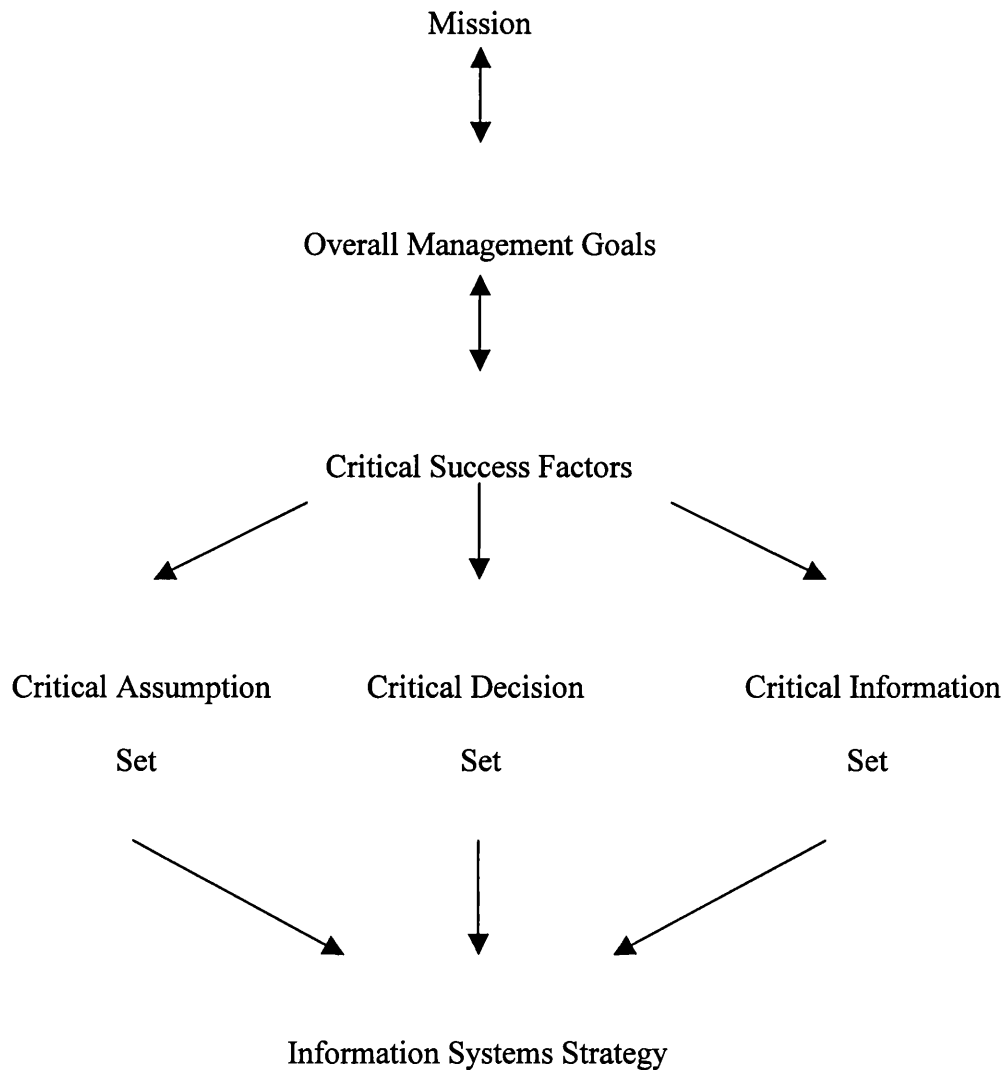 Mission
Overall Management Goals
Critical Success Factors
Critical Assumption
Set
Critical Decision
Set
Critical Information
Set
Information Systems Strategy